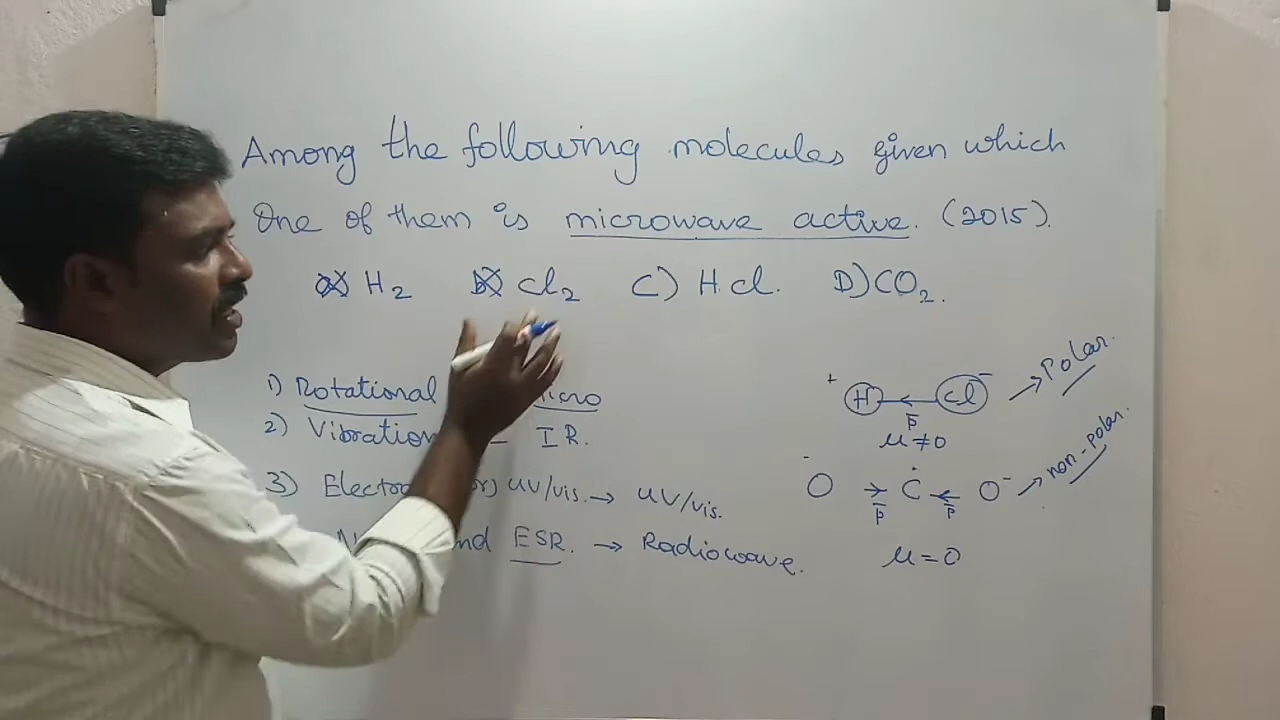 Among the following molecules given which
One of them is microwave active. (2015).
H2 Cl2 C) HCl. D) CO2.
1) Rotational
2) Vibration – IR.
3) UV/vis. → UV/vis.
ESR. → Radiowave.
+ H ← Cl - → Polar.
p
μ ≠ 0
- O → C ← O- → non-polar.
p p
μ = 0